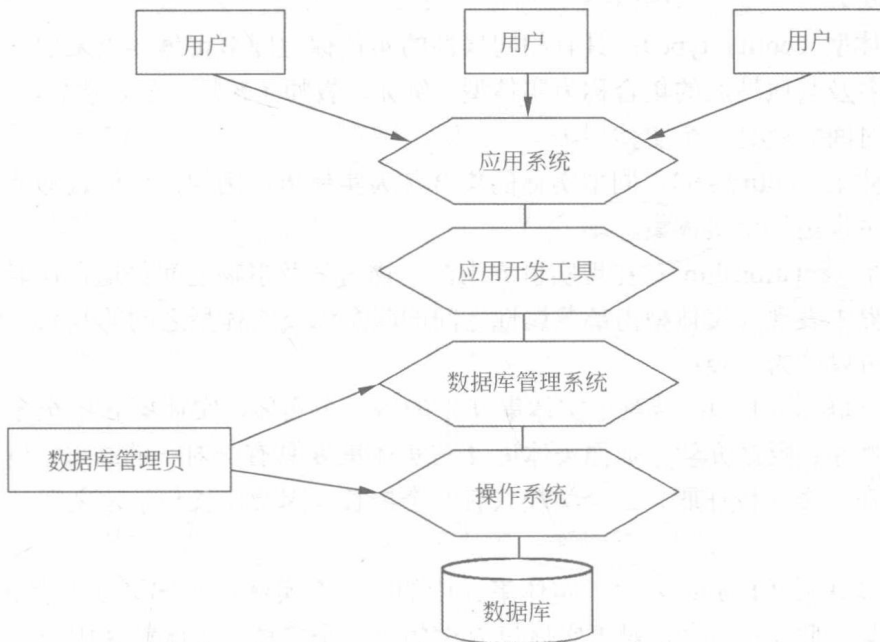 用户
用户
用户
应用系统
应用开发工具
数据库管理系统
数据库管理员
操作系统
数据库